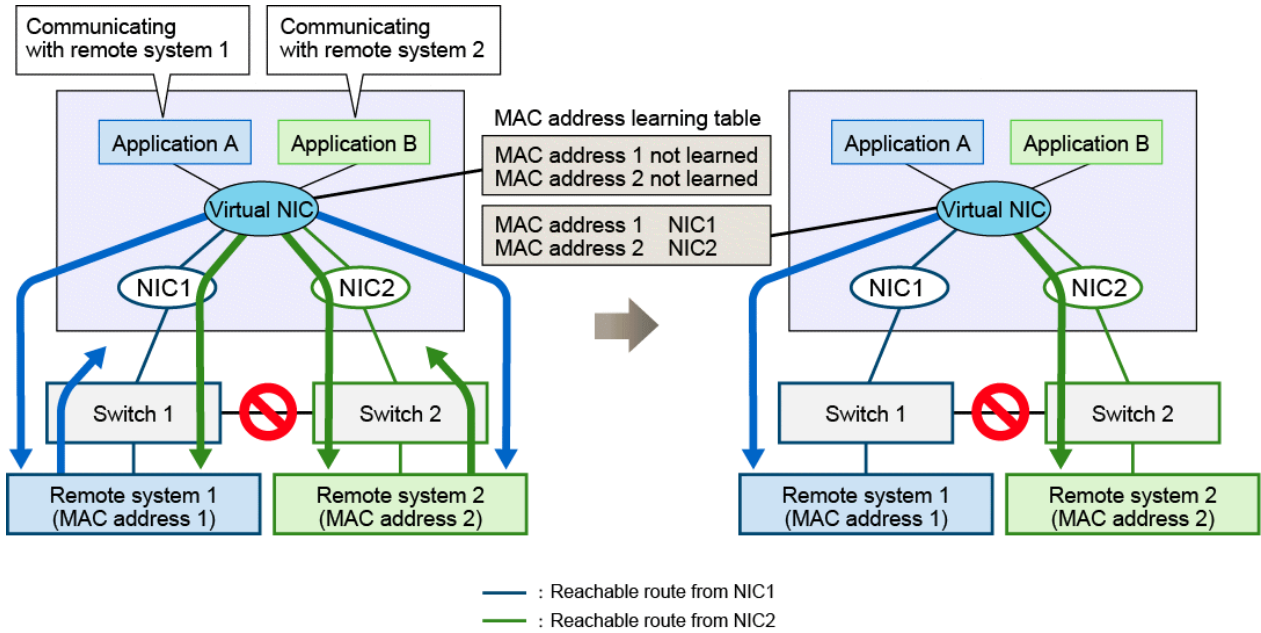 Communicating
with remote system 1
Communicating
with remote system 2
Application A
Application B
Virtual NIC
NIC1
NIC2
Switch 1
Switch 2
Remote system 1
(MAC address 1)
Remote system 2
(MAC address 2)
MAC address learning table
MAC address 1 not learned
MAC address 2 not learned
MAC address 1 NIC1
MAC address 2 NIC2
Application A
Application B
Virtual NIC
NIC1
NIC2
Switch 1
Switch 2
Remote system 1
(MAC address 1)
Remote system 2
(MAC address 2)
: Reachable route from NIC1
: Reachable route from NIC2